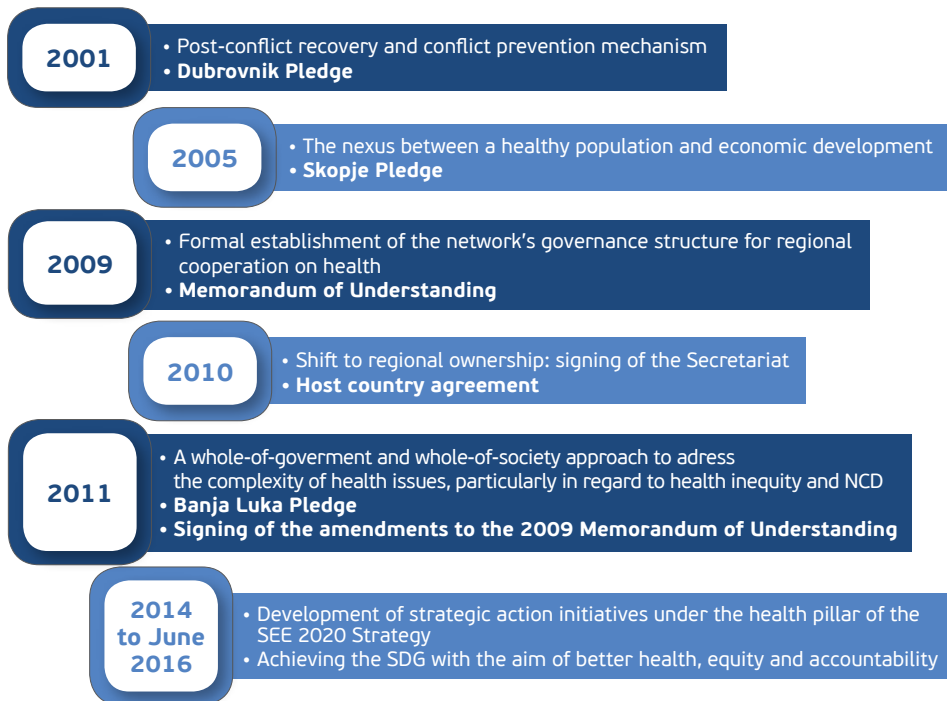 2001
• Post-conflict recovery and conflict prevention mechanism
• Dubrovnik Pledge
2005
• The nexus between a healthy population and economic development
• Skopje Pledge
2009
• Formal establishment of the network's governance structure for regional
cooperation on health
• Memorandum of Understanding
2010
• Shift to regional ownership: signing of the Secretariat
• Host country agreement
2011
• A whole-of-goverment and whole-of-society approach to adress
the complexity of health issues, particularly in regard to health inequity and NCD
• Banja Luka Pledge
• Signing of the amendments to the 2009 Memorandum of Understanding
2014
to June
2016
• Development of strategic action initiatives under the health pillar of the
SEE 2020 Strategy
• Achieving the SDG with the aim of better health, equity and accountability